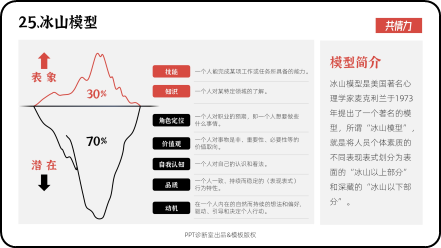 25.冰山模型
共情力
表 象
30%
70%
潜 在
技能
一个人能完成某项工作或任务所具备的能力。
知识
一个人对某特定领域的了解。
角色定位
一个人对职业的预期，即一个人想要做些
什么事情。
价值观
一个人对事物是非、重要性、必要性等的
价值取向。
自我认知
一个人对自己的认识和看法。
品质
一个人一致、持续而稳定的（表现表式）
行为特性。
动机
在一个人内在的自然而持续的想法和偏好，
驱动、引导和决定个人行动。
模型简介
冰山模型是美国著名心
理学家麦克利兰于1973
年提出了一个著名的模
型，所谓“冰山模型”，
就是将人员个体素质的
不同表现表式划分为表
面的“冰山以上部分”
和深藏的“冰山以下部
分”。
PPT@新富出品&模板版权